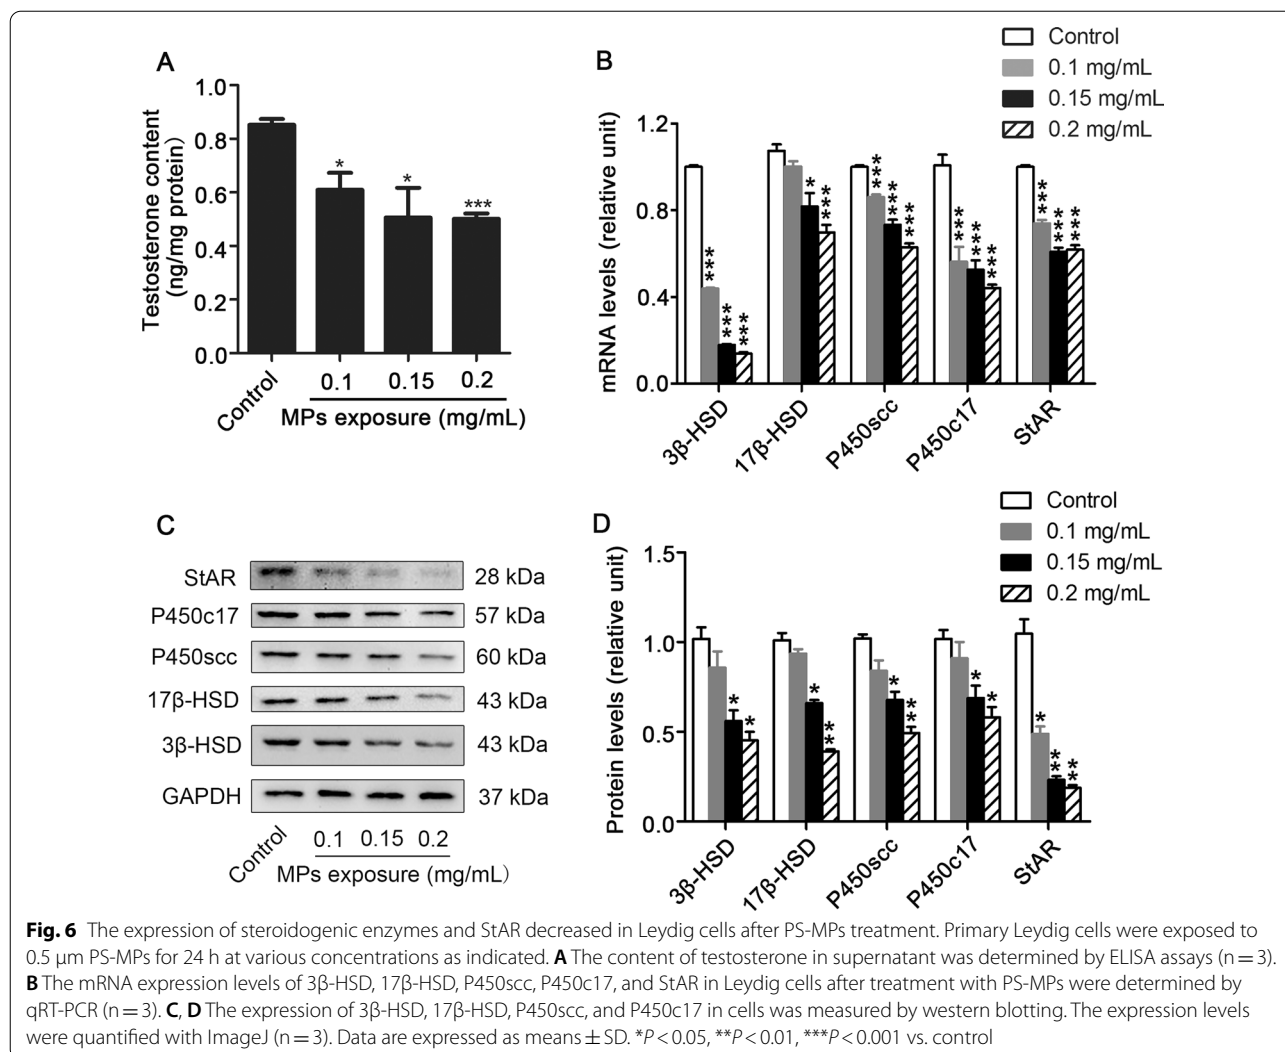 A
Testosterone content
(ng/mg protein)
1.0
0.8
0.6
0.4
0.2
0.0
*
*
***
Control
0.1 0.15 0.2
MPs exposure (mg/mL)
B
Control
0.1 mg/mL
0.15 mg/mL
0.2 mg/mL
mRNA levels (relative unit)
1.2
0.8
0.4
0.0
***
***
***
*
***
***
***
***
***
***
***
***
***
***
3β-HSD
17β-HSD
P450scc
P450c17
StAR
C
StAR 28 kDa
P450c17 57 kDa
P450scc 60 kDa
17β-HSD 43 kDa
3β-HSD 43 kDa
GAPDH 37 kDa
Control
0.1 0.15 0.2
MPs exposure (mg/mL)
D
Control
0.1 mg/mL
0.15 mg/mL
0.2 mg/mL
Protein levels (relative unit)
1.5
1.0
0.5
0.0
*
*
*
**
*
**
*
*
*
**
**
3β-HSD
17β-HSD
P450scc
P450c17
StAR
Fig. 6 The expression of steroidogenic enzymes and StAR decreased in Leydig cells after PS-MPs treatment. Primary Leydig cells were exposed to
0.5 μm PS-MPs for 24 h at various concentrations as indicated. A The content of testosterone in supernatant was determined by ELISA assays (n = 3).
B The mRNA expression levels of 3β-HSD, 17β-HSD, P450scc, P450c17, and StAR in Leydig cells after treatment with PS-MPs were determined by
qRT-PCR (n = 3). C, D The expression of 3β-HSD, 17β-HSD, P450scc, and P450c17 in cells was measured by western blotting. The expression levels
were quantified with ImageJ (n = 3). Data are expressed as means ± SD. *P < 0.05, **P < 0.01, ***P < 0.001 vs. control